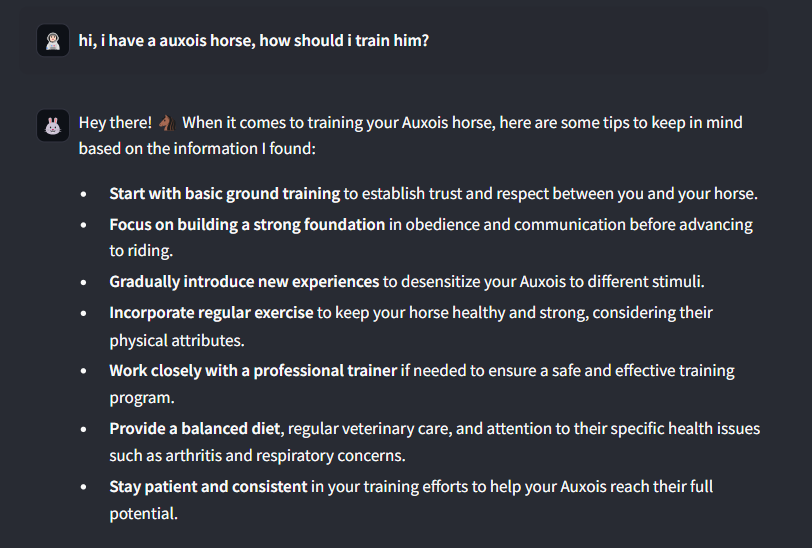 hi, i have a auxois horse, how should i train him?
Hey there! 🐴 When it comes to training your Auxois horse, here are some tips to keep in mind
based on the information I found:
• Start with basic ground training to establish trust and respect between you and your horse.
• Focus on building a strong foundation in obedience and communication before advancing
to riding.
• Gradually introduce new experiences to desensitize your Auxois to different stimuli.
• Incorporate regular exercise to keep your horse healthy and strong, considering their
physical attributes.
• Work closely with a professional trainer if needed to ensure a safe and effective training
program.
• Provide a balanced diet, regular veterinary care, and attention to their specific health issues
such as arthritis and respiratory concerns.
• Stay patient and consistent in your training efforts to help your Auxois reach their full
potential.